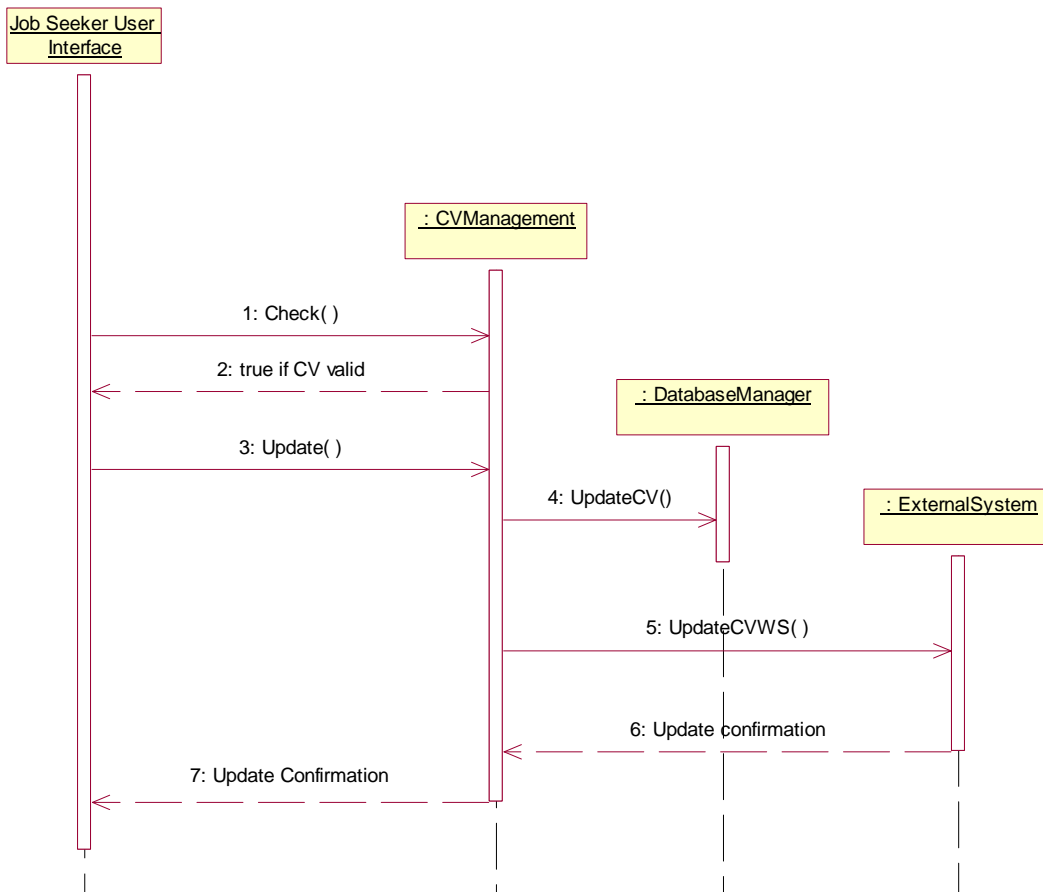 Job Seeker User
Interface
: CVManagement
1: Check( )
2: true if CV valid
: DatabaseManager
3: Update( )
4: UpdateCV()
: ExternalSystem
5: UpdateCVWS( )
6: Update confirmation
7: Update Confirmation